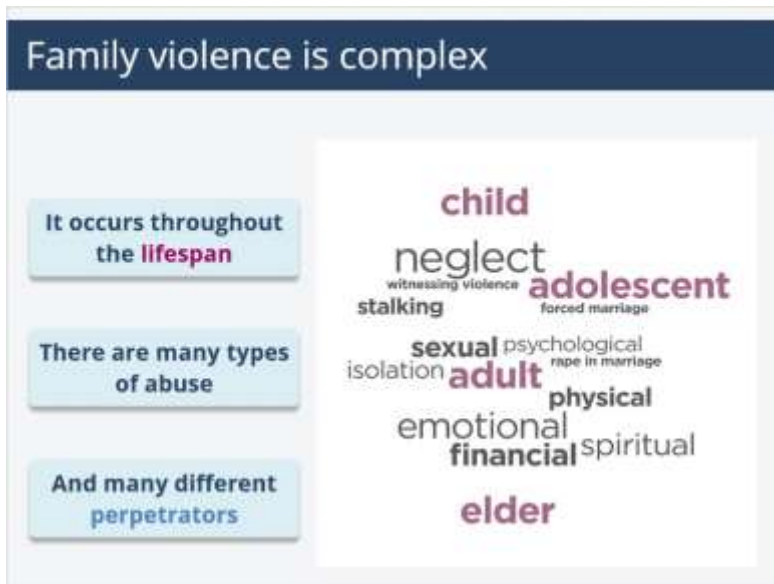 Family violence is complex
It occurs throughout
the lifespan
There are many types
of abuse
And many different
perpetrators
child
neglect
witnessing violence adolescent
stalking forced marriage
sexual psychological
isolation adult rape in marriage
physical
emotional
financial spiritual
elder